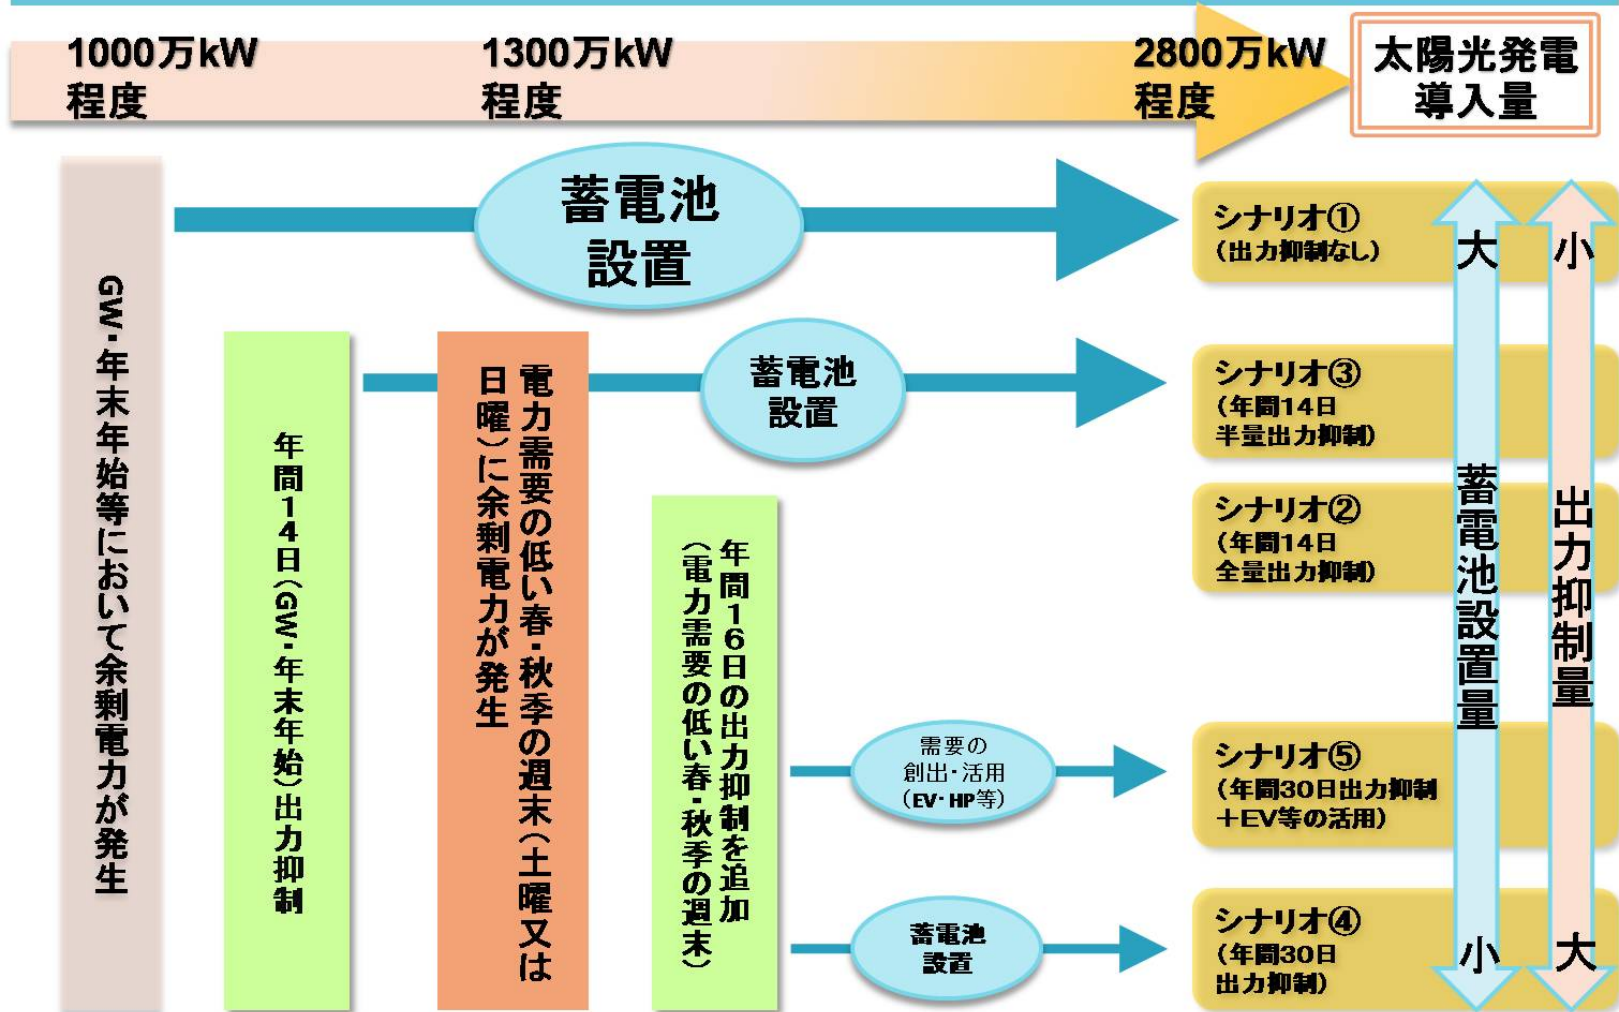 1000万kW
程度
1300万kW
程度
2800万kW
程度
太陽光発電
導入量
GW・年末年始等において余剰電力が発生
蓄電池
設置
シナリオ①
（出力抑制なし）
年間14日（GW・年末年始）出力抑制
電力需要の低い春・秋季の週末（土曜又は
日曜）に余剰電力が発生
蓄電池
設置
シナリオ③
（年間14日
半量出力抑制）
シナリオ②
（年間14日
全量出力抑制）
年間16日の出力抑制を追加
（電力需要の低い春・秋季の週末）
需要の
創出・活用
（EV・HP等）
シナリオ⑤
（年間30日出力抑制
＋EV等の活用）
蓄電池
設置
シナリオ④
（年間30日
出力抑制）
大
蓄電池設置量
小
小
出力抑制量
大